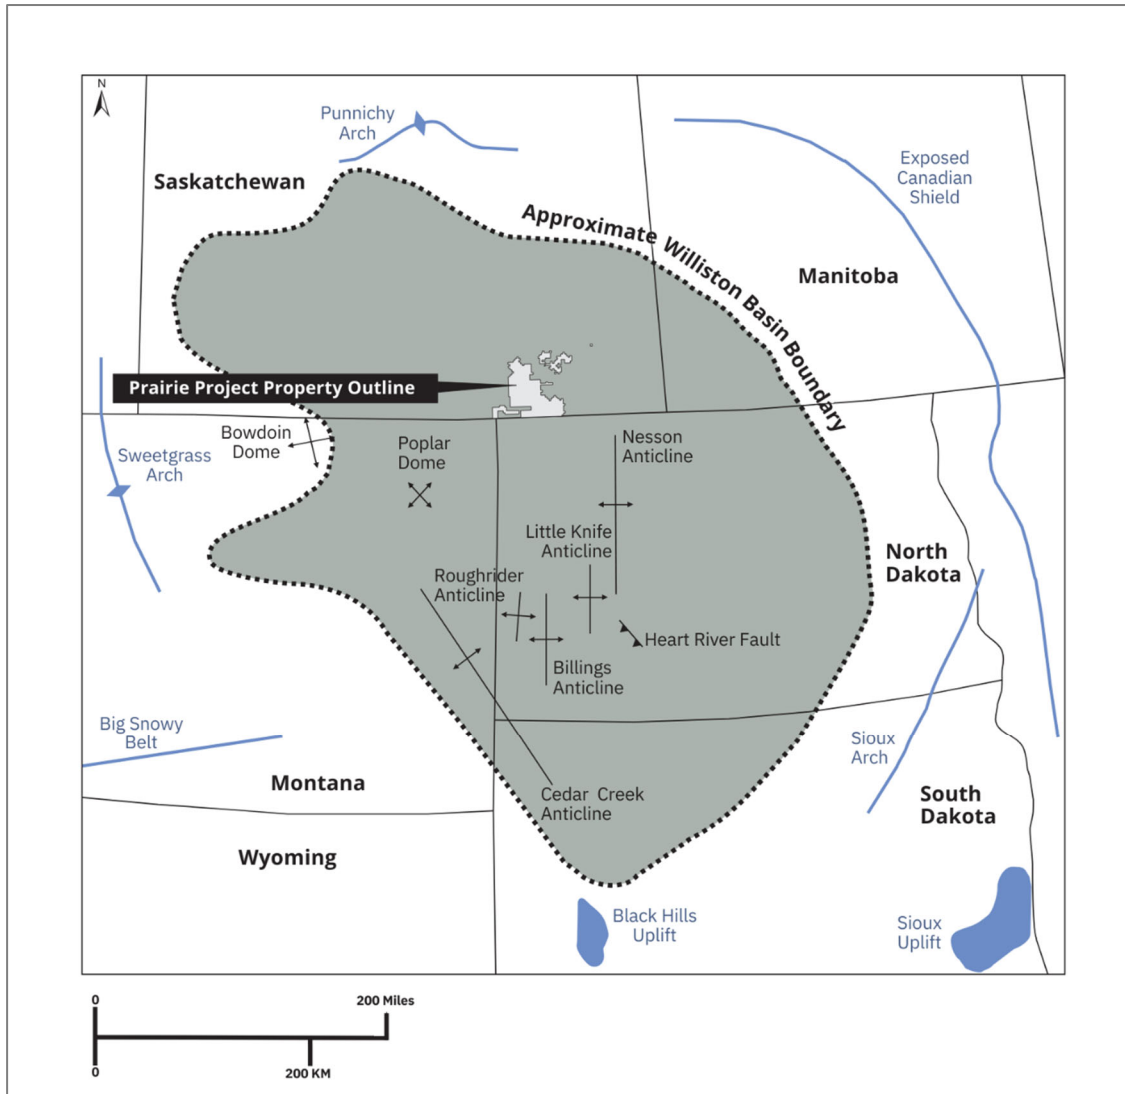 N
Punnichy
Arch
Saskatchewan
Exposed
Canadian
Shield
Approximate Williston Basin Boundary
Manitoba
Prairie Project Property Outline
Bowdoin
Dome
Poplar
Dome
Nesson
Anticline
Sweetgrass
Arch
Little Knife
Anticline
North
Dakota
Roughrider
Anticline
Heart River Fault
Billings
Anticline
Big Snowy
Belt
Sioux
Arch
Montana
Cedar Creek
Anticline
South
Dakota
Wyoming
Black Hills
Uplift
Sioux
Uplift
0
200 Miles
0
200 KM